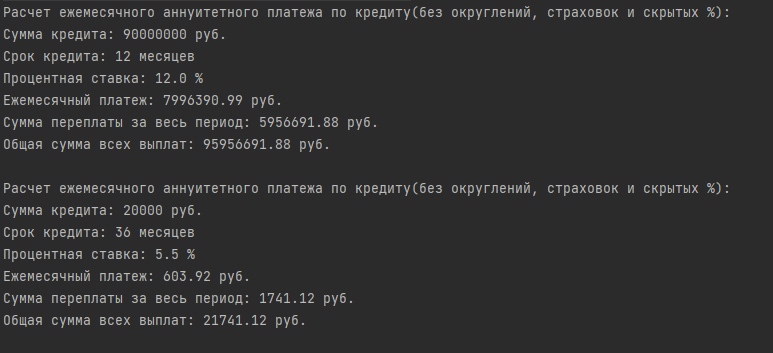 Расчет ежемесячного аннуитетного платежа по кредиту(без округлений, страховок и скрытых %):
Сумма кредита: 90000000 руб.
Срок кредита: 12 месяцев
Процентная ставка: 12.0 %
Ежемесячный платеж: 7996390.99 руб.
Сумма переплаты за весь период: 5956691.88 руб.
Общая сумма всех выплат: 95956691.88 руб.
Расчет ежемесячного аннуитетного платежа по кредиту(без округлений, страховок и скрытых %):
Сумма кредита: 20000 руб.
Срок кредита: 36 месяцев
Процентная ставка: 5.5 %
Ежемесячный платеж: 603.92 руб.
Сумма переплаты за весь период: 1741.12 руб.
Общая сумма всех выплат: 21741.12 руб.